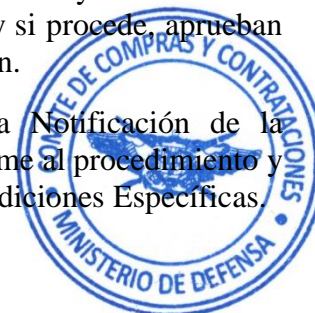 y si procede, aprueban
n.
a Notificación de la
me al procedimiento y
diciones Específicas.
COMITÉ DE COMPRAS Y CONTRATACIONES
MINISTERIO DE DEFENSA